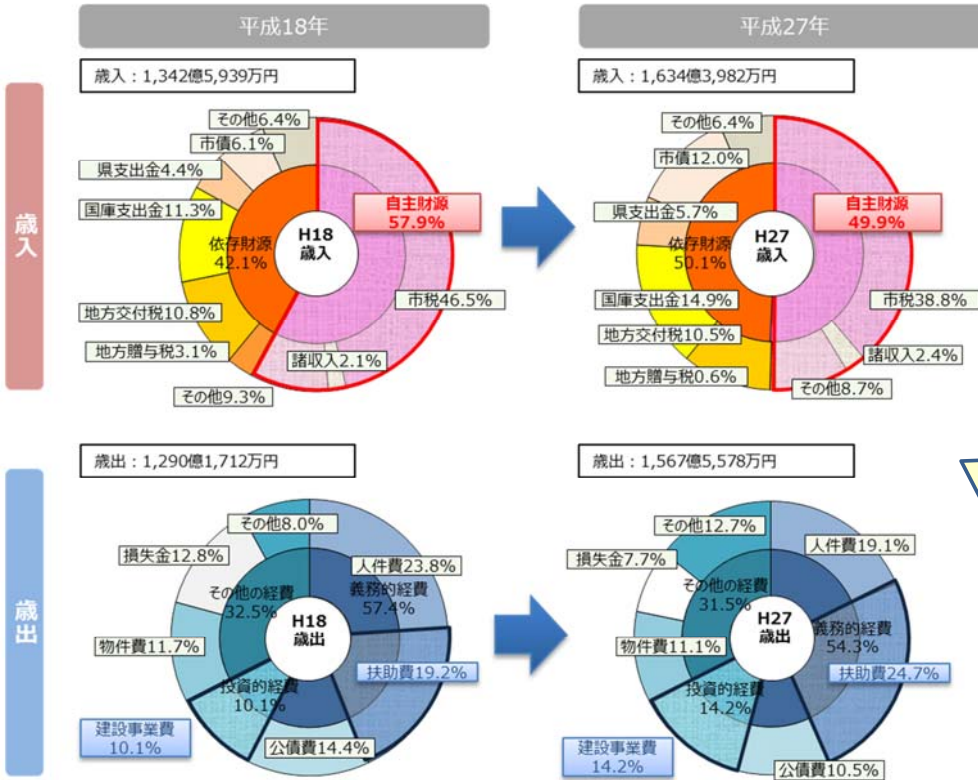 平成18年
平成27年
歳入
歳入：1,342億5,939万円
その他6.4%
市債6.1%
県支出金4.4%
国庫支出金11.3%
依存財源
42.1%
地方交付税10.8%
地方贈与税3.1%
その他9.3%
諸収入2.1%
市税46.5%
自主財源
57.9%
H18
歳入
歳入：1,634億3,982万円
その他6.4%
市債12.0%
県支出金5.7%
依存財源
50.1%
国庫支出金14.9%
地方交付税10.5%
地方贈与税0.6%
その他8.7%
諸収入2.4%
市税38.8%
自主財源
49.9%
H27
歳入
歳出
歳出：1,290億1,712万円
その他8.0%
損失金12.8%
その他の経費
32.5%
物件費11.7%
投資的経費
10.1%
建設事業費
10.1%
公債費14.4%
扶助費19.2%
義務的経費
57.4%
人件費23.8%
H18
歳出
歳出：1,567億5,578万円
その他12.7%
損失金7.7%
その他の経費
31.5%
物件費11.1%
投資的経費
14.2%
建設事業費
14.2%
公債費10.5%
扶助費24.7%
義務的経費
54.3%
人件費19.1%
H27
歳出